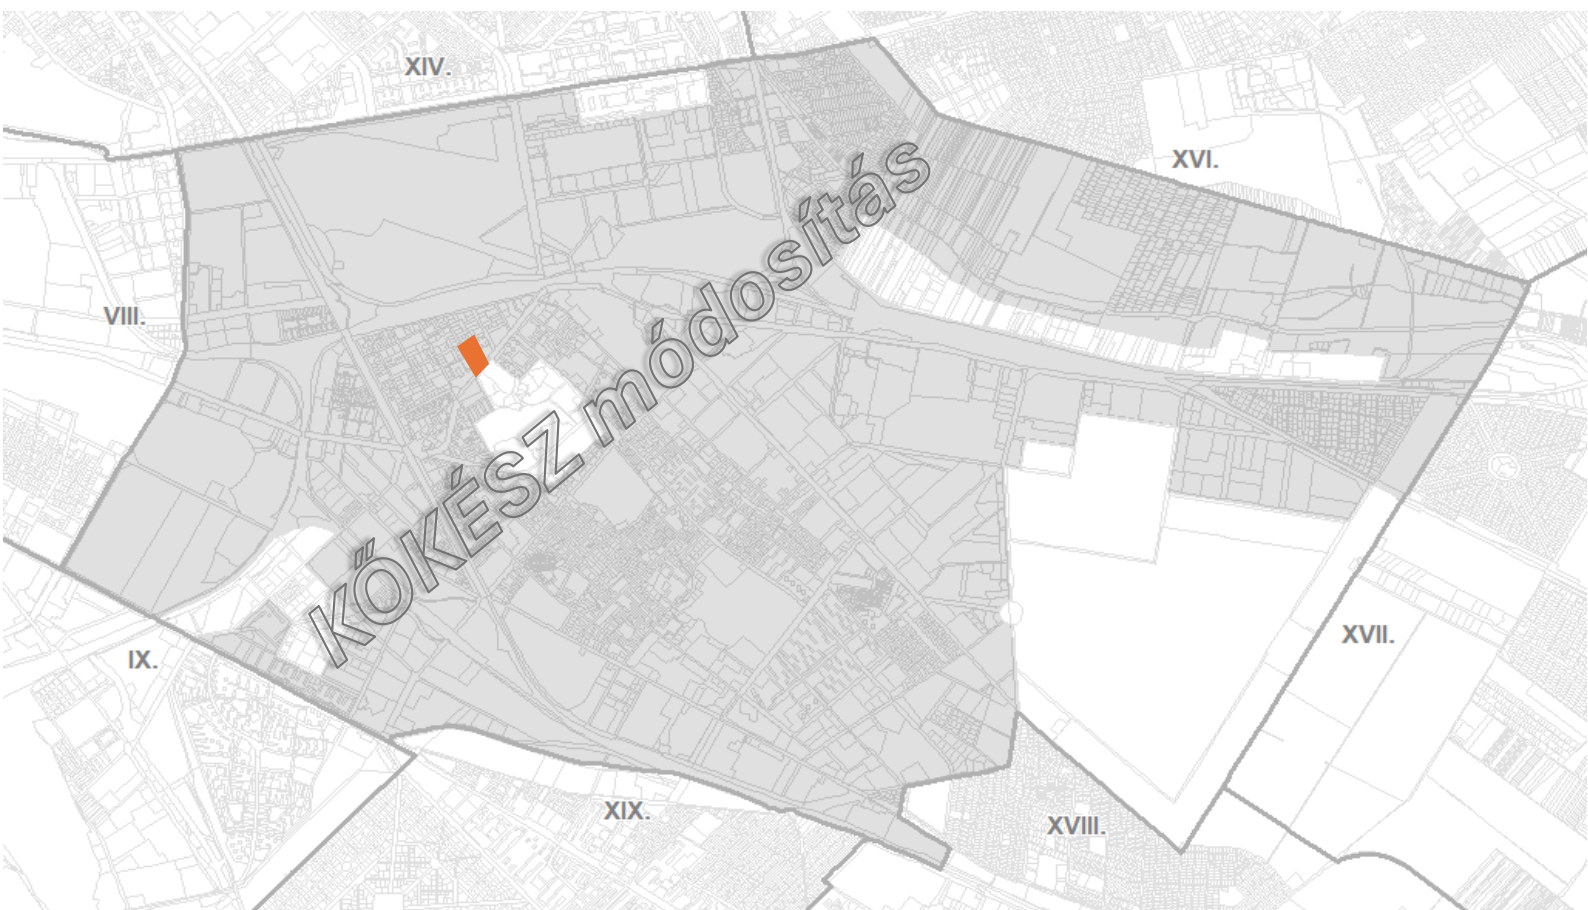 XIV.
XVI.
VIII.
KŐKÉSZ módosítás
XVII.
IX.
XIX.
XVIII.